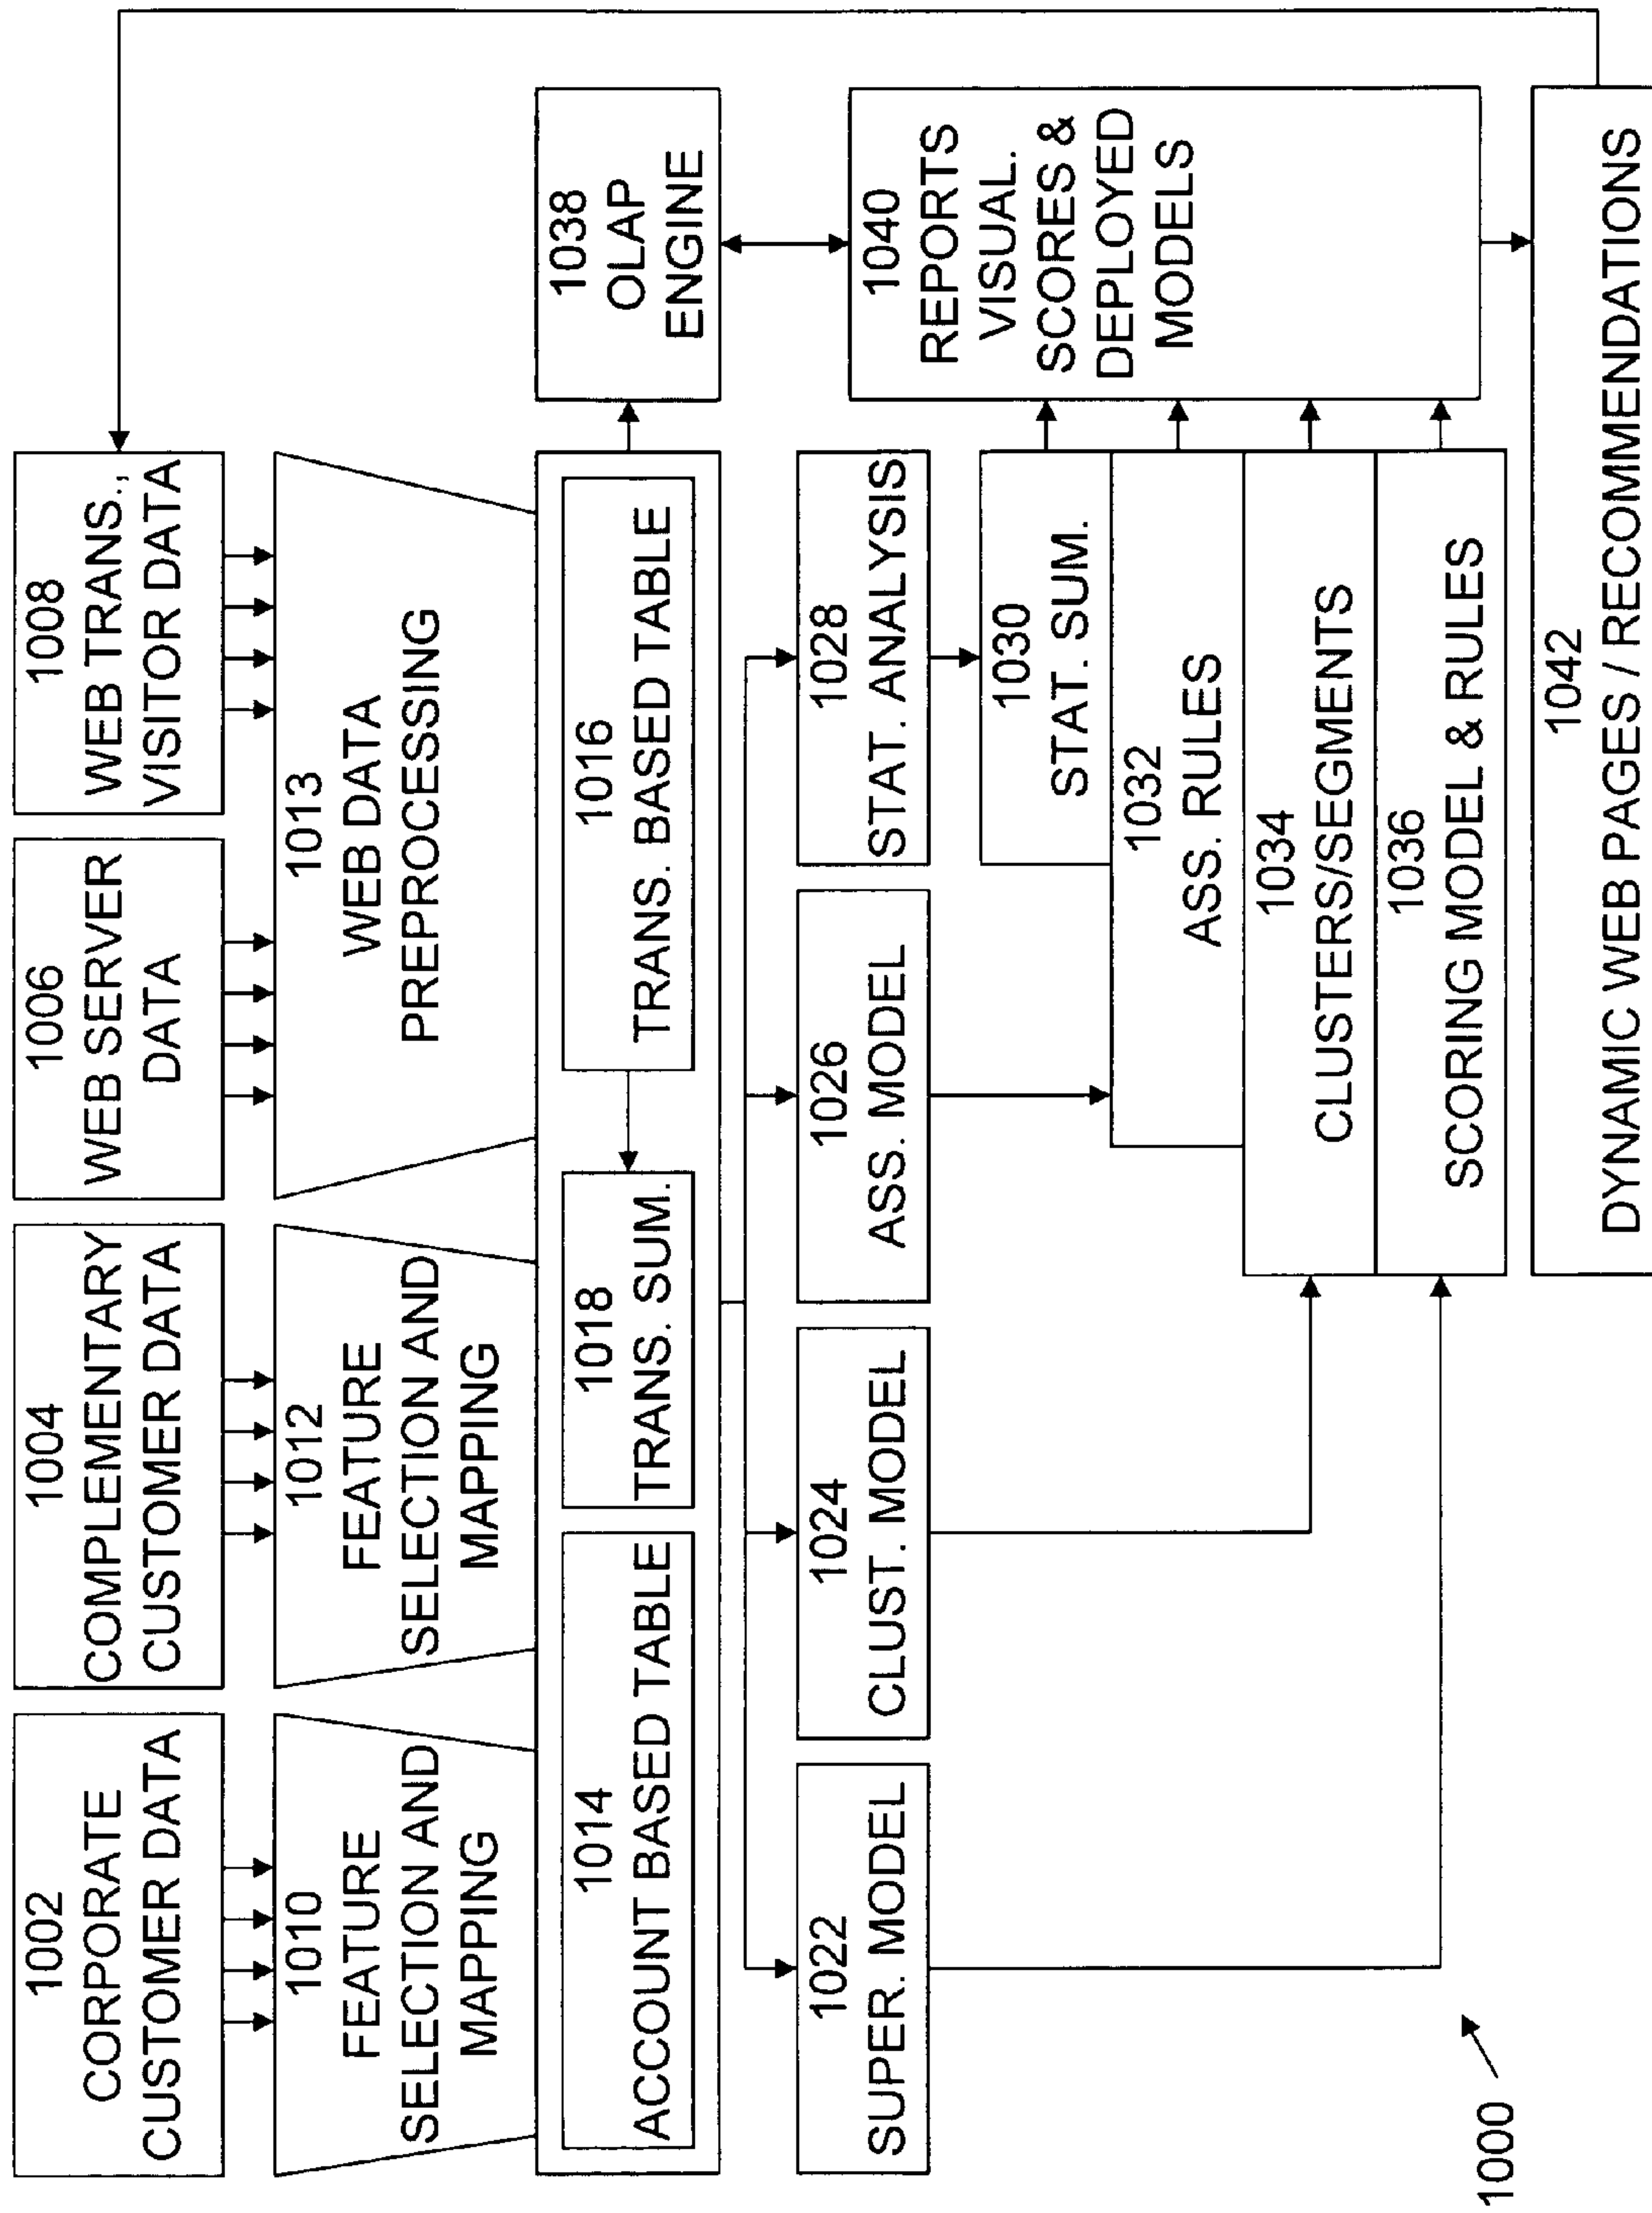 1002
CORPORATE
CUSTOMER DATA
1004
COMPLEMENTARY
CUSTOMER DATA
1006
WEB SERVER
DATA
1008
WEB TRANS.,
VISITOR DATA
1010
FEATURE
SELECTION AND
MAPPING
1012
FEATURE
SELECTION AND
MAPPING
1013
WEB DATA
PREPROCESSING
1014
ACCOUNT BASED TABLE
1018
TRANS. SUM.
1016
TRANS. BASED TABLE
1038
OLAP
ENGINE
1022
SUPER. MODEL
1024
CLUST. MODEL
1026
ASS. MODEL
1028
STAT. ANALYSIS
1030
STAT. SUM.
1032
ASS. RULES
1034
CLUSTERS/SEGMENTS
1036
SCORING MODEL & RULES
1040
REPORTS
VISUAL.
SCORES &
DEPLOYED
MODELS
1042
DYNAMIC WEB PAGES / RECOMMENDATIONS
1000